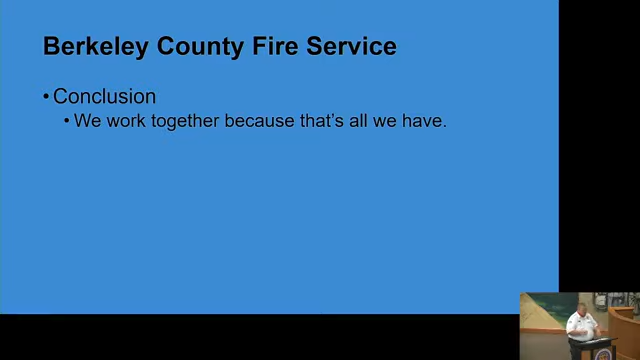 Berkeley County Fire Service
• Conclusion
• We work together because that's all we have.